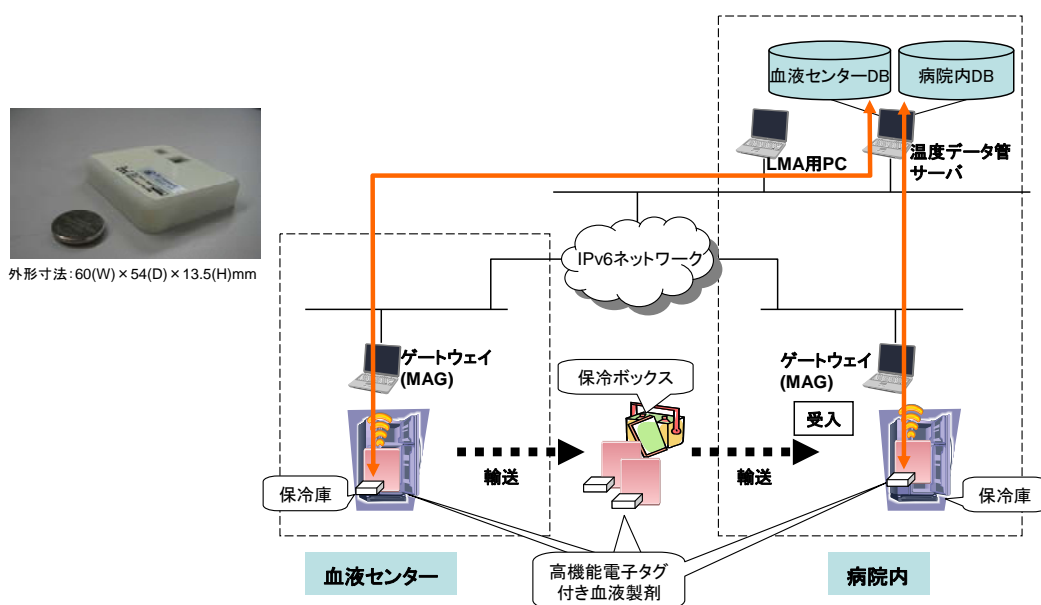 血液センターDB
病院内DB
LMA用PC
温度データ管
サーバ
外形寸法:60(W)×54(D)×13.5(H)mm
IPv6ネットワーク
ゲートウェイ
(MAG)
保冷ボックス
ゲートウェイ
(MAG)
受入
輸送
輸送
保冷庫
保冷庫
血液センター
高機能電子タグ
付き血液製剤
病院内